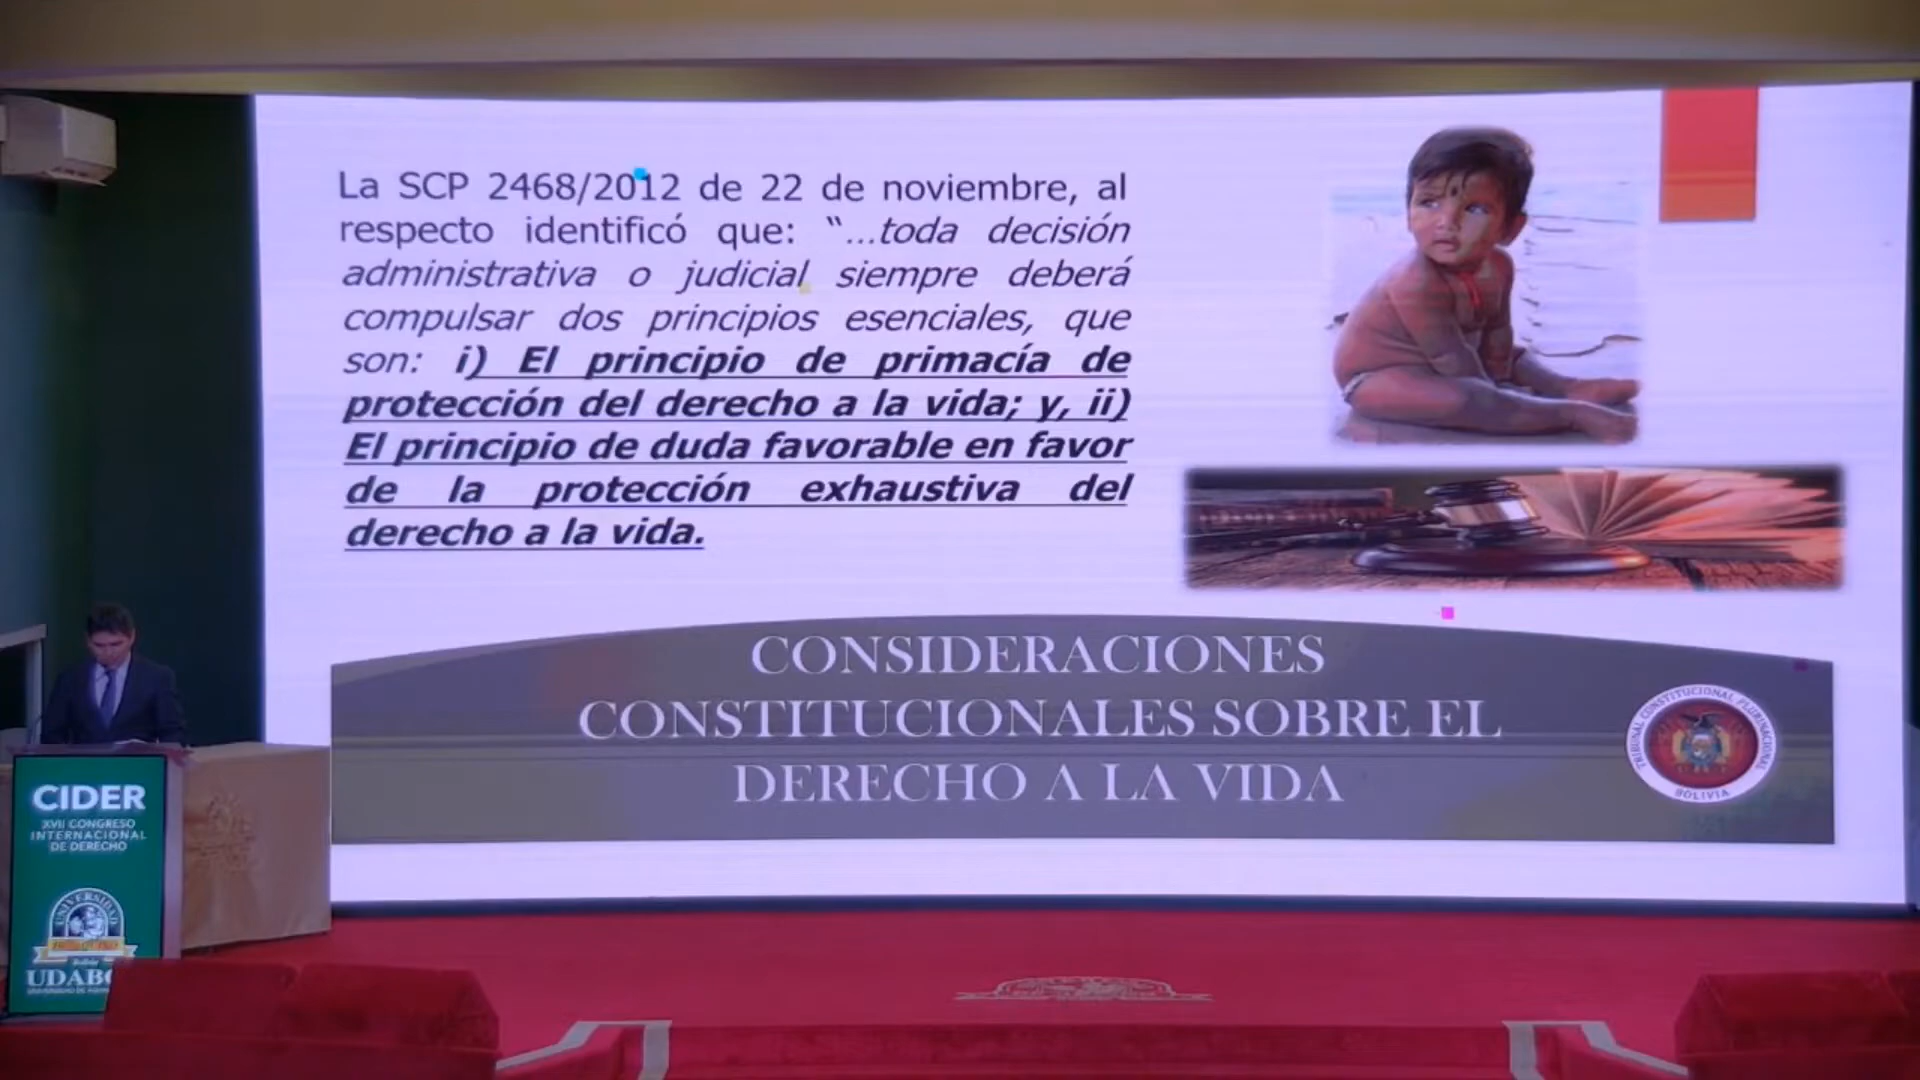 La SCP 2468/2012 de 22 de noviembre, al
respecto identificó que: “...toda decisión
administrativa o judicial siempre deberá
compulsar dos principios esenciales, que
son: i) El principio de primacía de
protección del derecho a la vida; y, ii)
El principio de duda favorable en favor
de la protección exhaustiva del
derecho a la vida.
CONSIDERACIONES
CONSTITUCIONALES SOBRE EL
DERECHO A LA VIDA
TRIBUNAL CONSTITUCIONAL PLURINACIONAL
BOLIVIA
CIDER
XVII CONGRESO
INTERNACIONAL
DE DERECHO
UNIVERSIDAD
Bolivia
UDABO